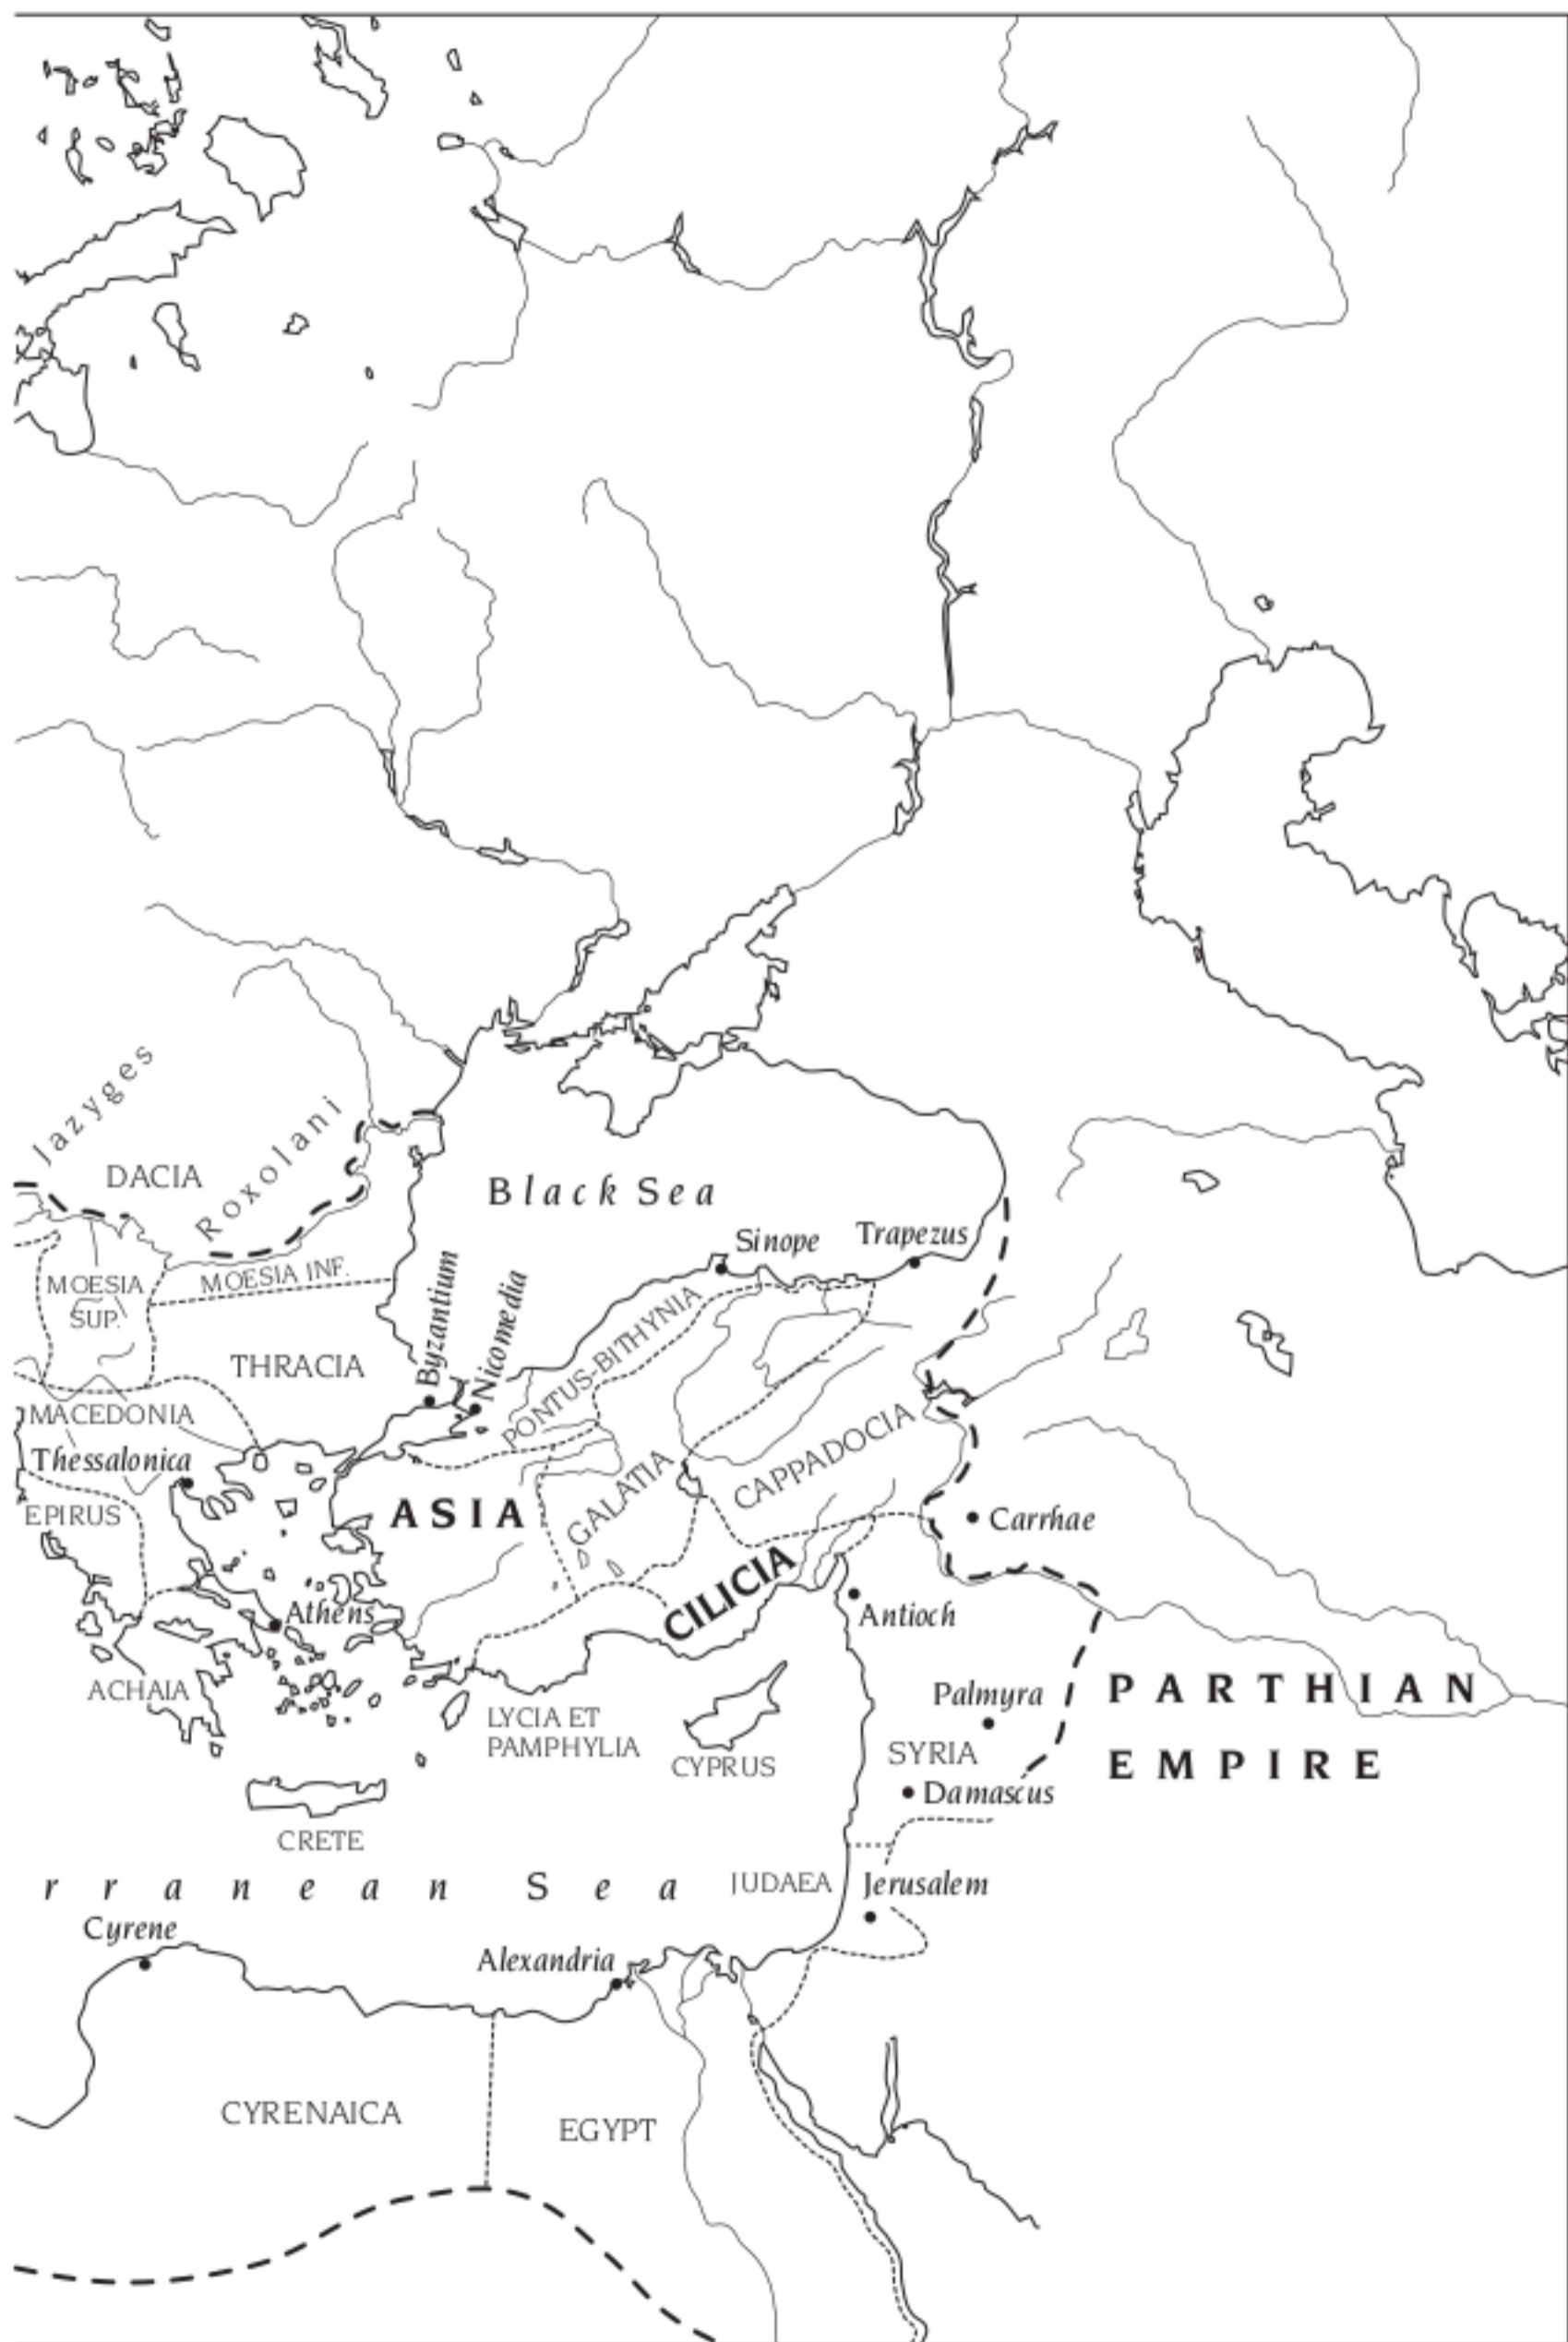 Jazyges
DACIA
Roxolani
Black Sea
Sinope
Trapezus
MOESIA
SUP.
MOESIA INF.
Byzantium
Nicomedia
PONTUS-BITHYNIA
THRACIA
MACEDONIA
Thessalonica
EPIRUS
ASIA
GALATIA
CAPPADOCIA
Carrhae
CILICIA
Antioch
Athens
ACHAIA
LYCIA ET
PAMPHYLIA
CYPRUS
Palmyra
SYRIA
Damascus
PARTHIAN
EMPIRE
CRETE
rranean Sea
JUDAEA
Jerusalem
Cyrene
Alexandria
CYRENAICA
EGYPT